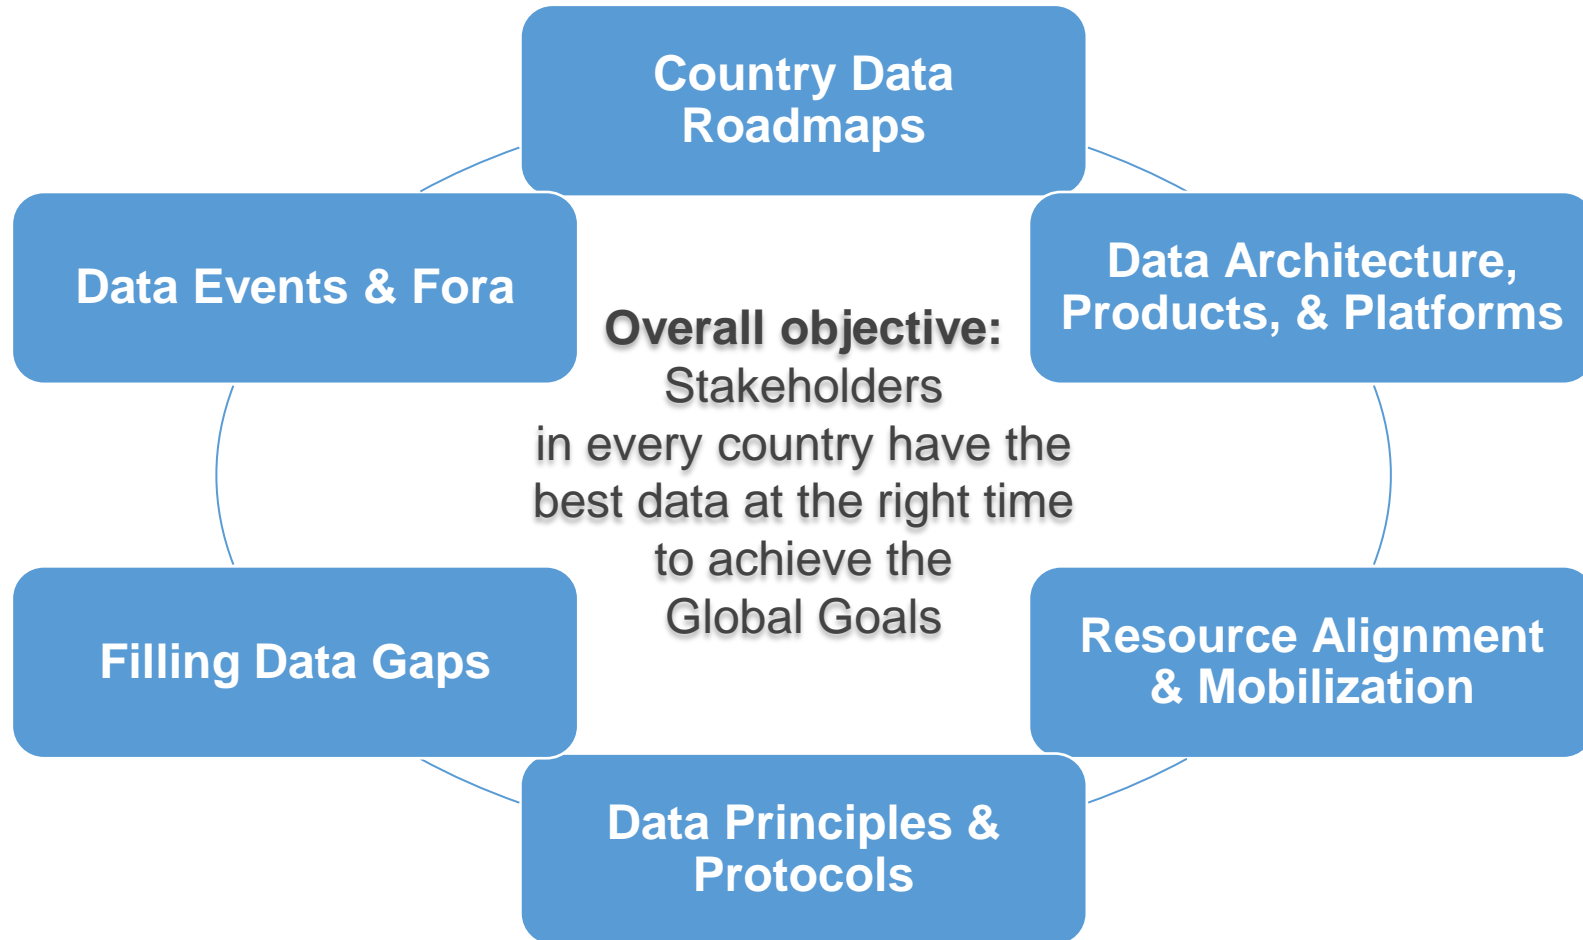 Country Data
Roadmaps
Data Architecture,
Products, & Platforms
Resource Alignment
& Mobilization
Data Principles &
Protocols
Filling Data Gaps
Data Events & Fora
Overall objective:
Stakeholders
in every country have the
best data at the right time
to achieve the
Global Goals